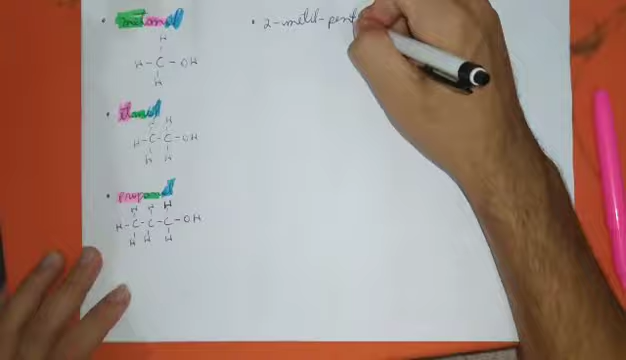 • metanol
H
H-C-OH
H
• etanol
H H
H-C-C-OH
H H
• propanol
H H H
H-C-C-C-OH
H H H
• 2-metil-pent